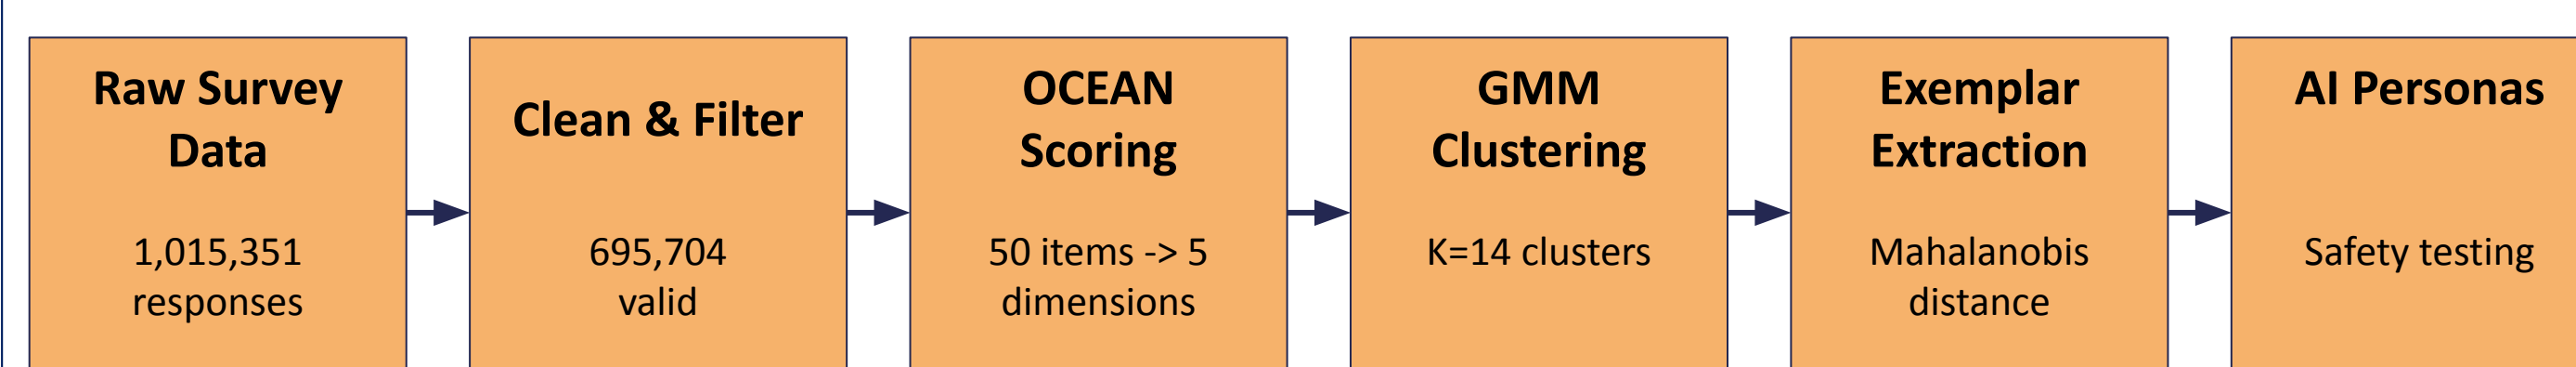 Raw Survey
Data
1,015,351
responses
Clean & Filter
695,704
valid
OCEAN
Scoring
50 items -> 5
dimensions
GMM
Clustering
K=14 clusters
Exemplar
Extraction
Mahalanobis
distance
AI Personas
Safety testing